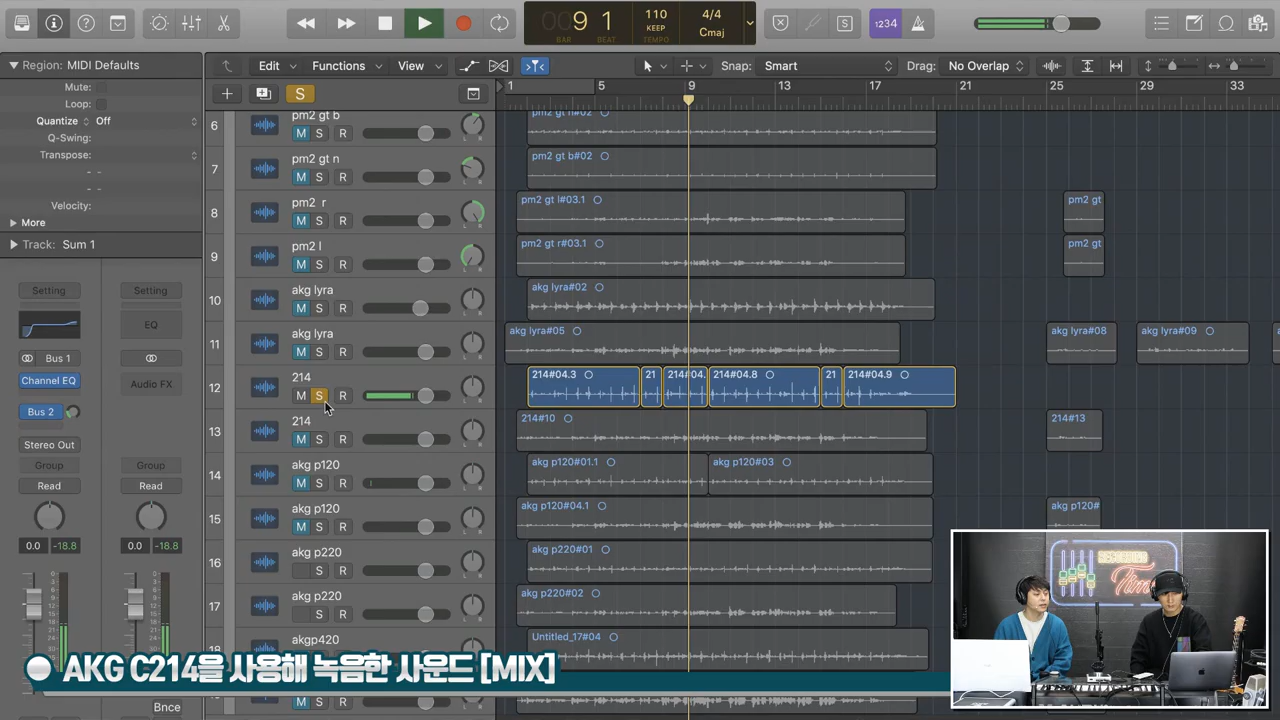 9 1
BAR BEAT
110
KEEP
TEMPO
4/4
Cmaj
1234
S
Region: MIDI Defaults
Mute:
Loop:
Quantize Off
Q-Swing:
Transpose:
Velocity:
More
Track: Sum 1
Setting Setting
EQ
Bus 1
Channel EQ Audio FX
Bus 2
Stereo Out
Group Group
Read Read
0.0 -18.8 0.0 -18.8
Bnce
Edit Functions View Snap: Smart Drag: No Overlap
S
1 5 9 13 17 21 25 29 33
6 pm2 gt b
M S R
pm2 gt n#02
7 pm2 gt n
M S R
pm2 gt b#02
8 pm2 r
M S R
pm2 gt l#03.1 pm2 gt
9 pm2 l
M S R
pm2 gt r#03.1 pm2 gt
10 akg lyra
M S R
akg lyra#02
11 akg lyra
M S R
akg lyra#05 akg lyra#08 akg lyra#09
12 214
M S R
214#04.3 21 214#04. 214#04.8 21 214#04.9
13 214
M S R
214#10 214#13
14 akg p120
M S R
akg p120#01.1 akg p120#03
15 akg p120
M S R
akg p120#04.1 akg p120#
16 akg p220
S R
akg p220#01
17 akg p220
S R
akg p220#02
18 akgp420
Untitled_17#04
M S R
RECORDING
Time
AKG C214을 사용해 녹음한 사운드 [MIX]